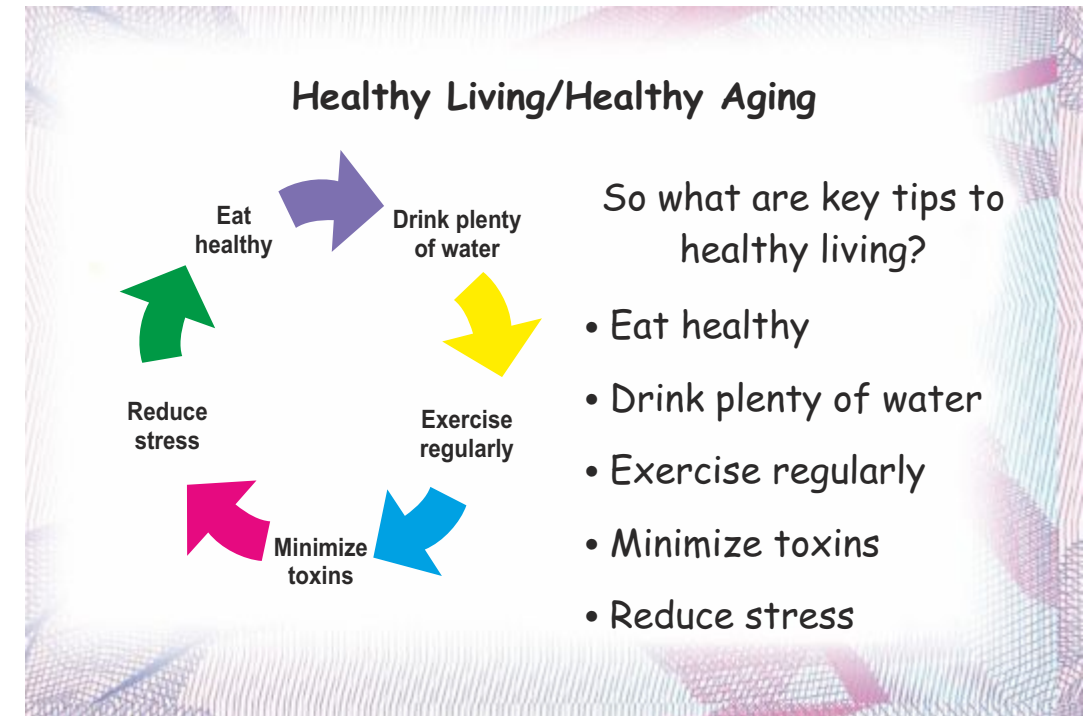 Healthy Living/Healthy Aging
Eat
healthy
Drink plenty
of water
Exercise
regularly
Minimize
toxins
Reduce
stress
So what are key tips to
healthy living?
• Eat healthy
• Drink plenty of water
• Exercise regularly
• Minimize toxins
• Reduce stress